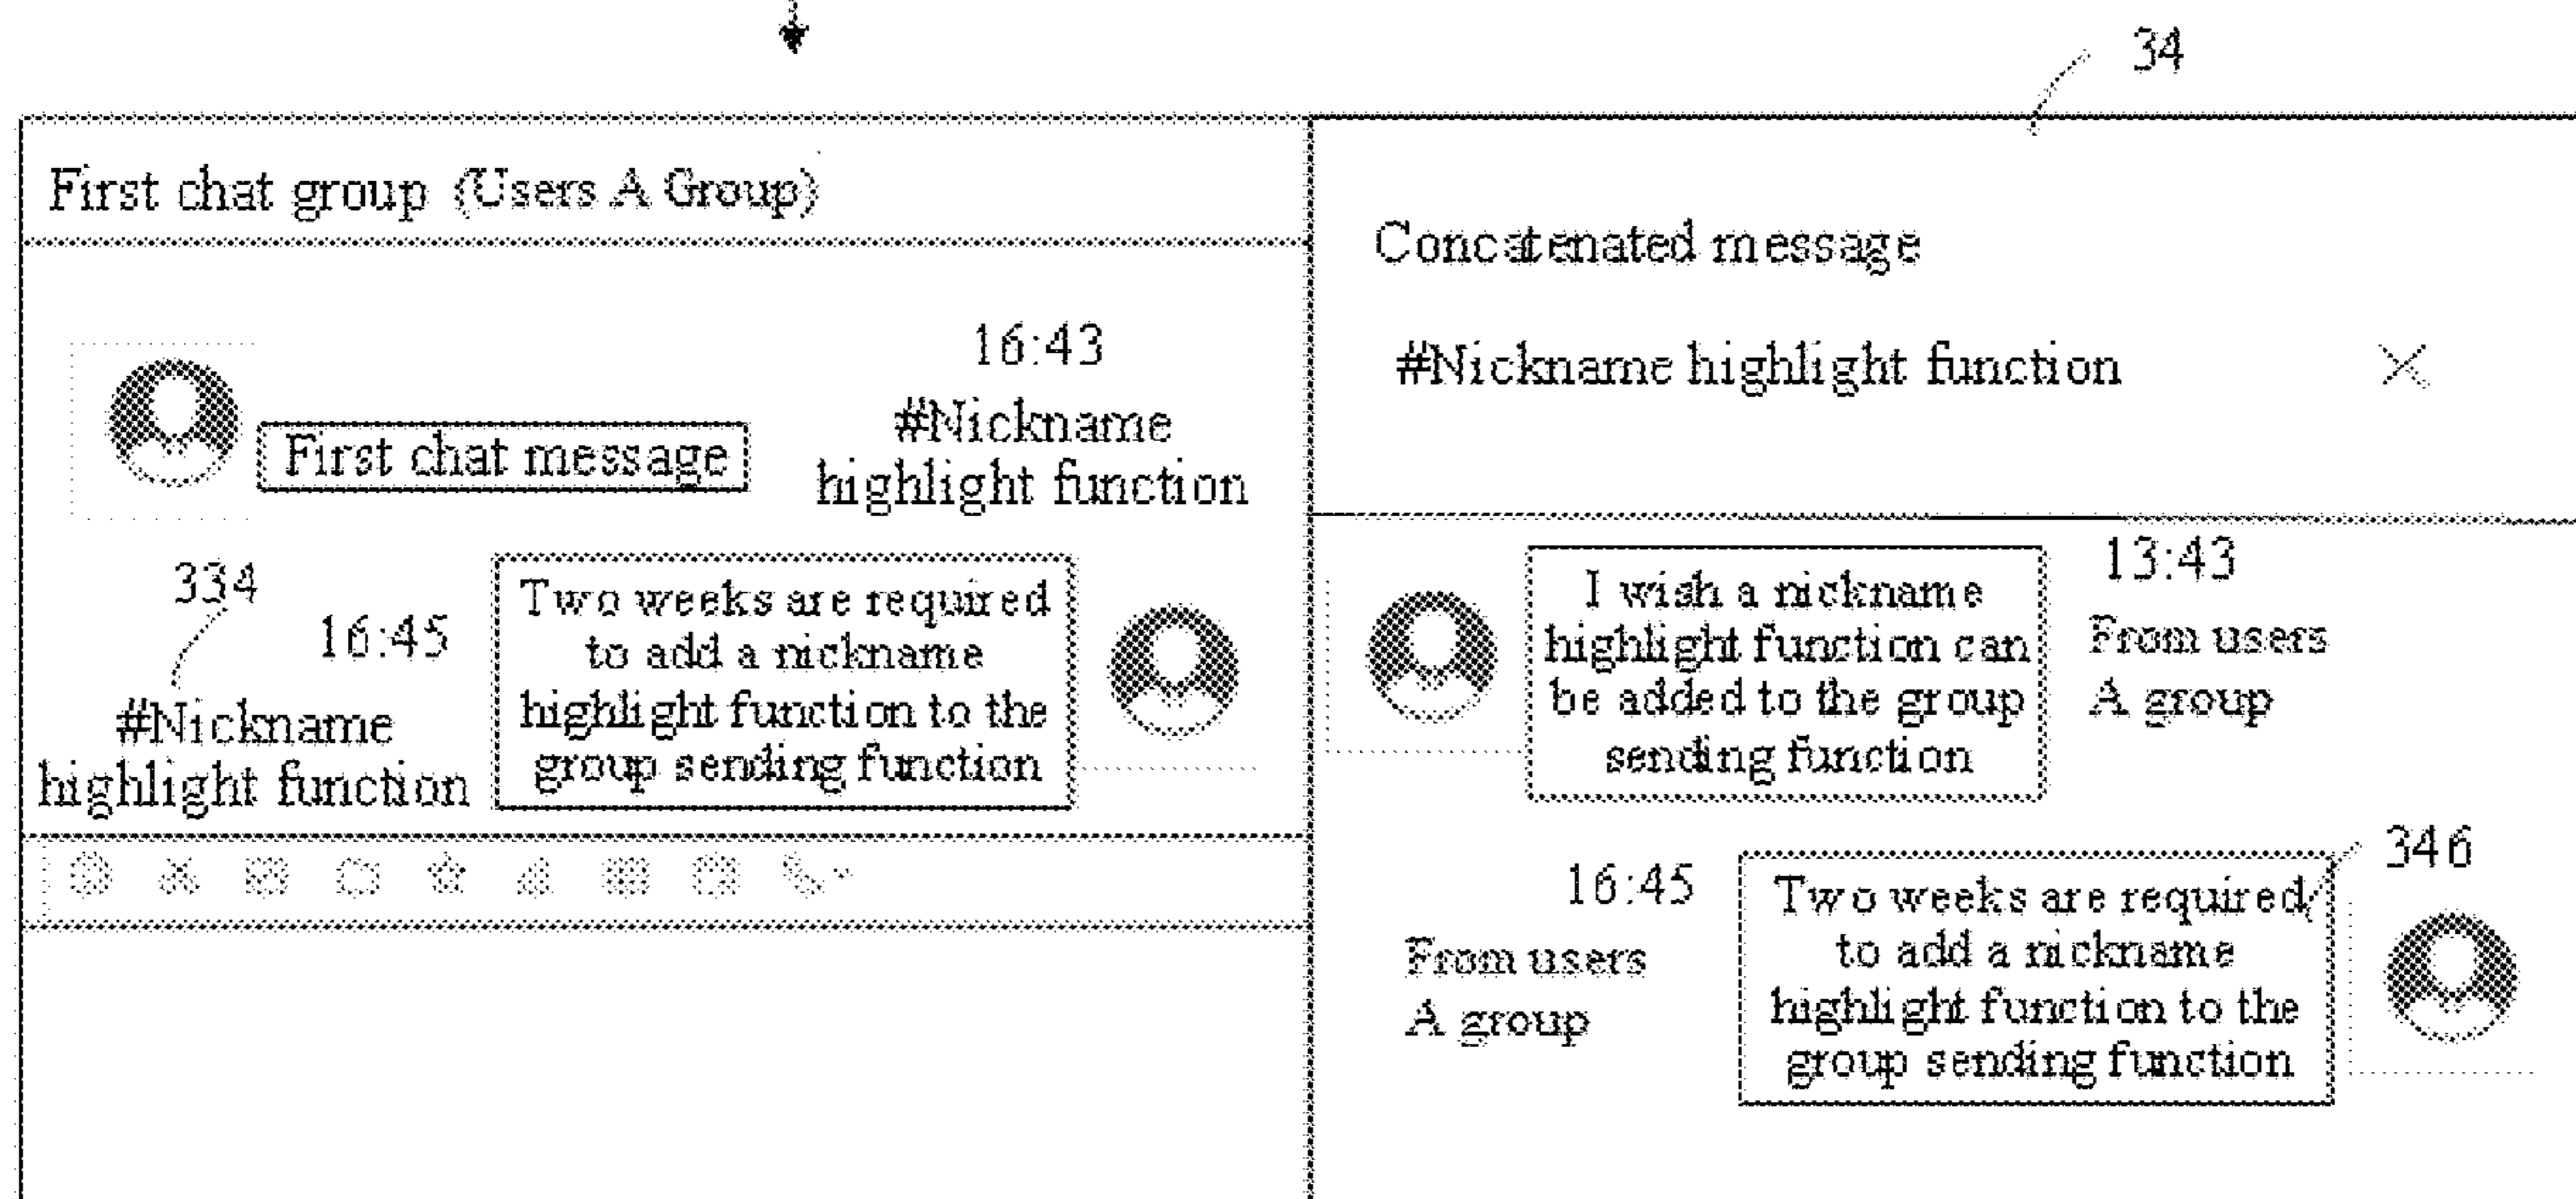 34
First chat group (Users A Group)
16:43
#Nickname
First chat message
highlight function
334
16:45
Two weeks are required
to add a nickname
highlight function to the
group sending function
#Nickname
highlight function
Concatenated message
#Nickname highlight function
13:43
I wish a nickname
highlight function can
be added to the group
sending function
From users
A group
346
16:45
Two weeks are required
to add a nickname
highlight function to the
group sending function
From users
A group